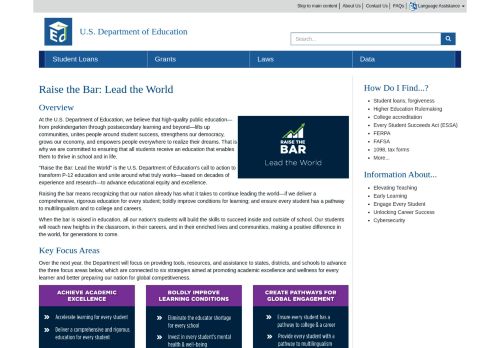 Skip to main content | About Us | Contact Us | FAQs | Language Assistance
U.S. Department of Education
Search...
Student Loans
Grants
Laws
Data
Raise the Bar: Lead the World
Overview
At the U.S. Department of Education, we believe that high-quality public education—
from prekindergarten through postsecondary learning and beyond—lifts up
communities, unites people around student success, strengthens our democracy,
grows our economy, and empowers people everywhere to realize their dreams. That is
why we are committed to ensuring that all students receive an education that enables
them to thrive in school and in life.
RAISE THE
BAR
Lead the World
"Raise the Bar: Lead the World" is the U.S. Department of Education's call to action to
transform P-12 education and unite around what truly works—based on decades of
experience and research—to advance educational equity and excellence.
Raising the bar means recognizing that our nation already has what it takes to continue leading the world—if we deliver a
comprehensive, rigorous education for every student; boldly improve conditions for learning; and ensure every student has a pathway
to multilingualism and to college and careers.
When the bar is raised in education, all our nation's students will build the skills to succeed inside and outside of school. Our students
will reach new heights in the classroom, in their careers, and in their enriched lives and communities, making a positive difference in
the world, for generations to come.
Key Focus Areas
Over the next year, the Department will focus on providing tools, resources, and assistance to states, districts, and schools to advance
the three focus areas below, which are connected to six strategies aimed at promoting academic excellence and wellness for every
learner and better preparing our nation for global competitiveness.
ACHIEVE ACADEMIC
EXCELLENCE
Accelerate learning for every student
Deliver a comprehensive and rigorous
education for every student
BOLDLY IMPROVE
LEARNING CONDITIONS
Eliminate the educator shortage
for every school
Invest in every student's mental
health & well-being
CREATE PATHWAYS FOR
GLOBAL ENGAGEMENT
Ensure every student has a
pathway to college & a career
Provide every student with a
pathway to multilingualism
How Do I Find...?
Student loans, forgiveness
Higher Education Rulemaking
College accreditation
Every Student Succeeds Act (ESSA)
FERPA
FAFSA
1098, tax forms
More...
Information About...
Elevating Teaching
Early Learning
Engage Every Student
Unlocking Career Success
Cybersecurity